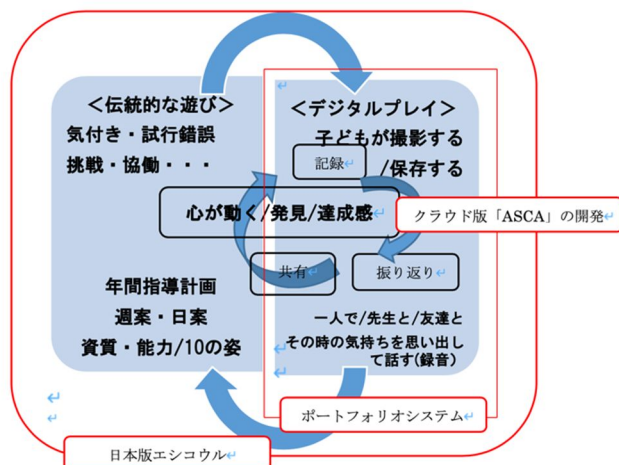 ＜伝統的な遊び＞
気付き・試行錯誤
挑戦・協働・・・
＜デジタルプレイ＞
子どもが撮影する
/保存する
記録
心が動く/発見/達成感
クラウド版「ASCA」の開発
共有
振り返り
年間指導計画
週案・日案
資質・能力/10の姿
一人で/先生と/友達と
その時の気持ちを思い出し
て話す(録音)
ポートフォリオシステム
日本版エシコウル